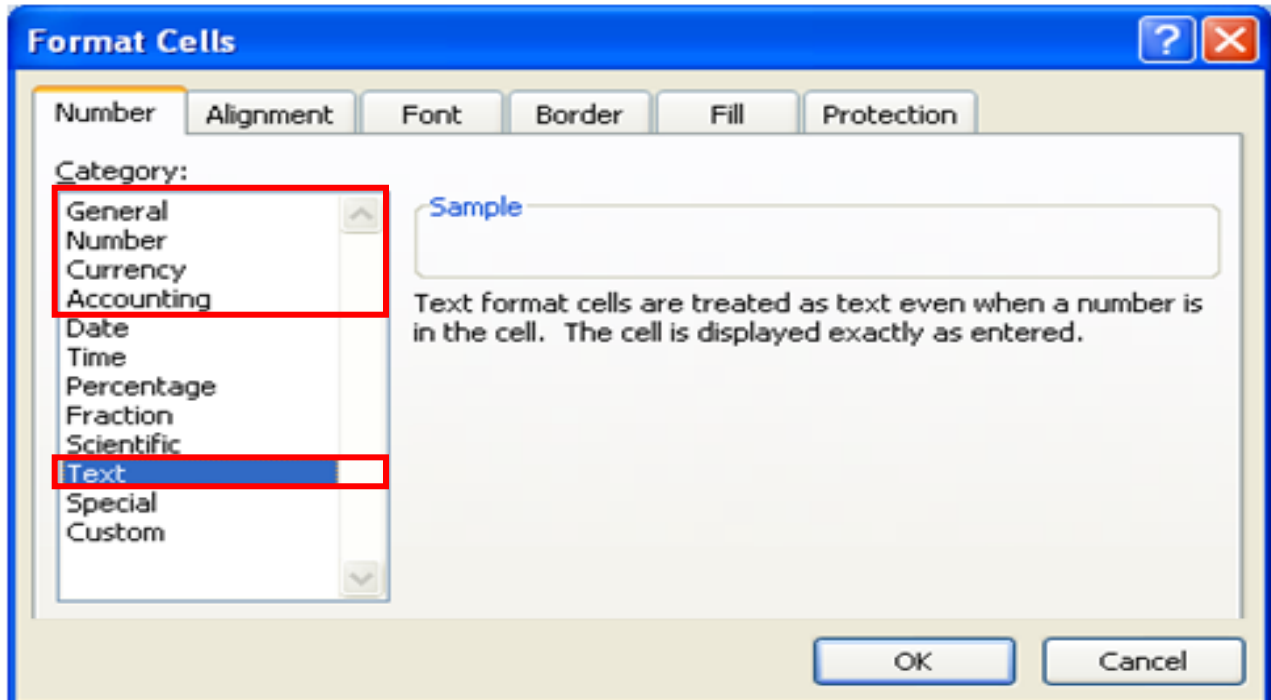 Format Cells
Number Alignment Font Border Fill Protection
Category:
General
Number
Currency
Accounting
Date
Time
Percentage
Fraction
Scientific
Text
Special
Custom
Sample
Text format cells are treated as text even when a number is
in the cell. The cell is displayed exactly as entered.
OK Cancel